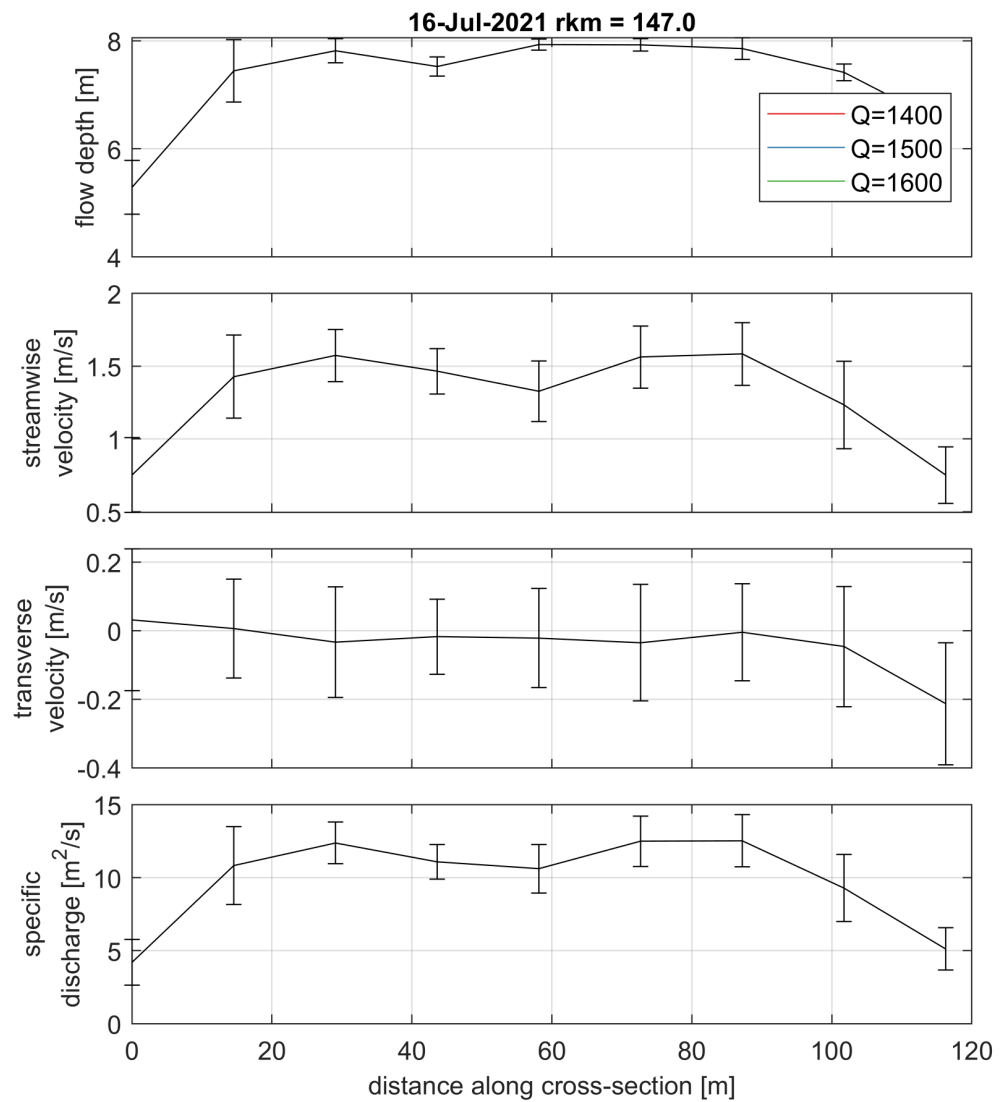 16-Jul-2021 rkm = 147.0
flow depth [m]
8
6
4
Q=1400
Q=1500
Q=1600
streamwise
velocity [m/s]
2
1.5
1
0.5
transverse
velocity [m/s]
0.2
0
-0.2
-0.4
specific
discharge [m²/s]
15
10
5
0
0 20 40 60 80 100 120
distance along cross-section [m]